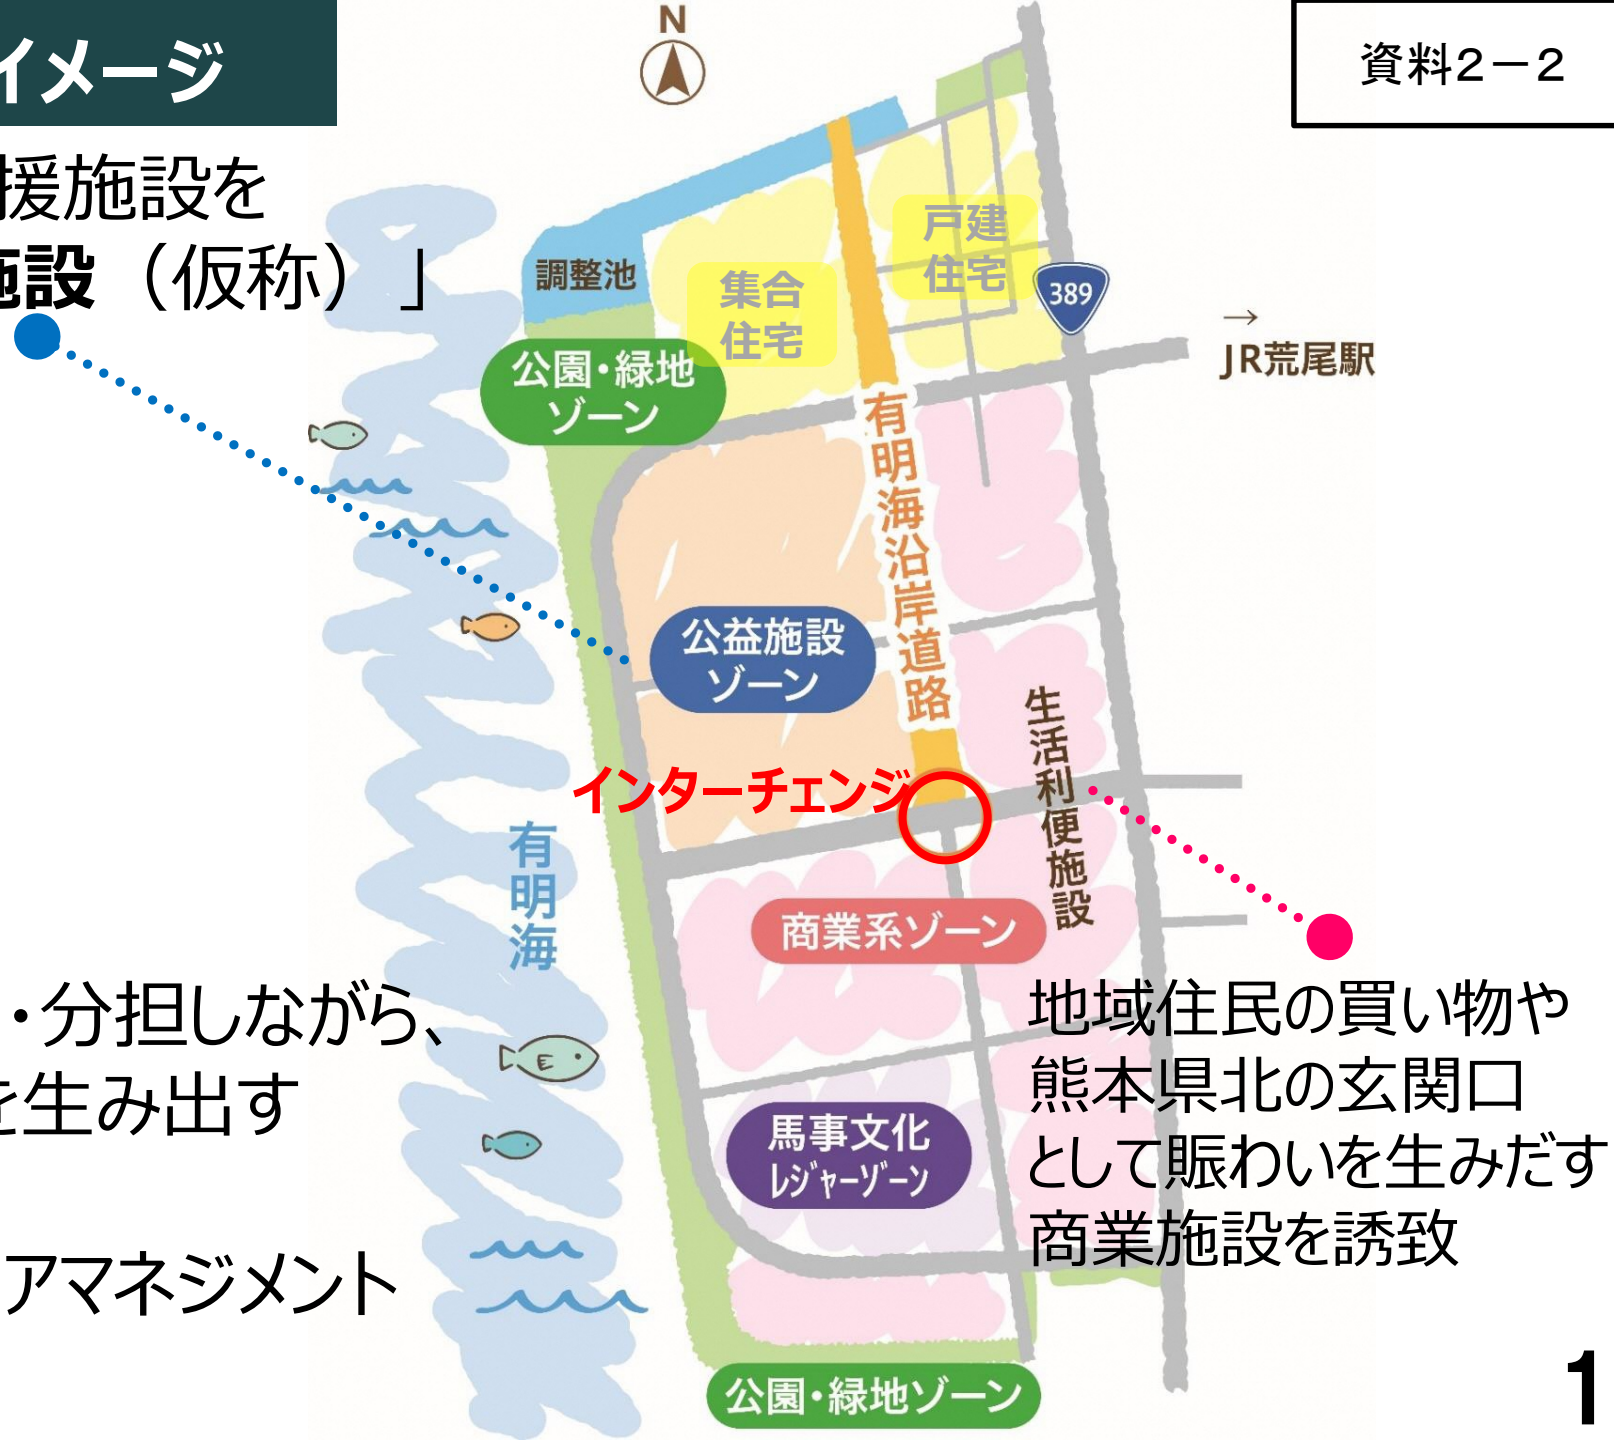 イメージ
資料2－2
N
援施設を
施設（仮称）」
調整池
集合
住宅
戸建
住宅
389
→
JR荒尾駅
公園・緑地
ゾーン
有明海沿岸道路
公益施設
ゾーン
生活利便施設
インターチェンジ
有明海
商業系ゾーン
・分担しながら、
を生み出す
アマネジメント
馬事文化
レジャーゾーン
地域住民の買い物や
熊本県北の玄関口
として賑わいを生みだす
商業施設を誘致
公園・緑地ゾーン
1